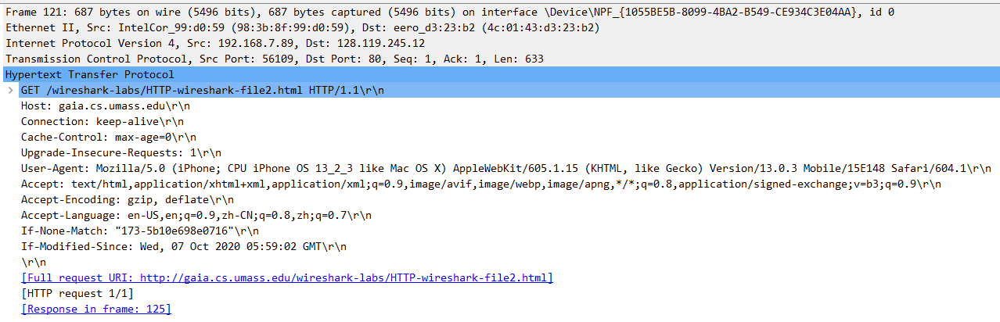 Frame 121: 687 bytes on wire (5496 bits), 687 bytes captured (5496 bits) on interface \Device\NPF_{1055BE5B-8099-4BA2-B549-CE934C3E04AA}, id 0
Ethernet II, Src: IntelCor_99:d0:59 (98:3b:8f:99:d0:59), Dst: eero_d3:23:b2 (4c:01:43:d3:23:b2)
Internet Protocol Version 4, Src: 192.168.7.89, Dst: 128.119.245.12
Transmission Control Protocol, Src Port: 56109, Dst Port: 80, Seq: 1, Ack: 1, Len: 633
Hypertext Transfer Protocol
GET /wireshark-labs/HTTP-wireshark-file2.html HTTP/1.1\r\n
Host: gaia.cs.umass.edu\r\n
Connection: keep-alive\r\n
Cache-Control: max-age=0\r\n
Upgrade-Insecure-Requests: 1\r\n
User-Agent: Mozilla/5.0 (iPhone; CPU iPhone OS 13_2_3 like Mac OS X) AppleWebKit/605.1.15 (KHTML, like Gecko) Version/13.0.3 Mobile/15E148 Safari/604.1\r\n
Accept: text/html,application/xhtml+xml,application/xml;q=0.9,image/avif,image/webp,image/apng,*/*;q=0.8,application/signed-exchange;v=b3;q=0.9\r\n
Accept-Encoding: gzip, deflate\r\n
Accept-Language: en-US,en;q=0.9,zh-CN;q=0.8,zh;q=0.7\r\n
If-None-Match: "173-5b10e698e0716"\r\n
If-Modified-Since: Wed, 07 Oct 2020 05:59:02 GMT\r\n
\r\n
[Full request URI: http://gaia.cs.umass.edu/wireshark-labs/HTTP-wireshark-file2.html]
[HTTP request 1/1]
[Response in frame: 125]